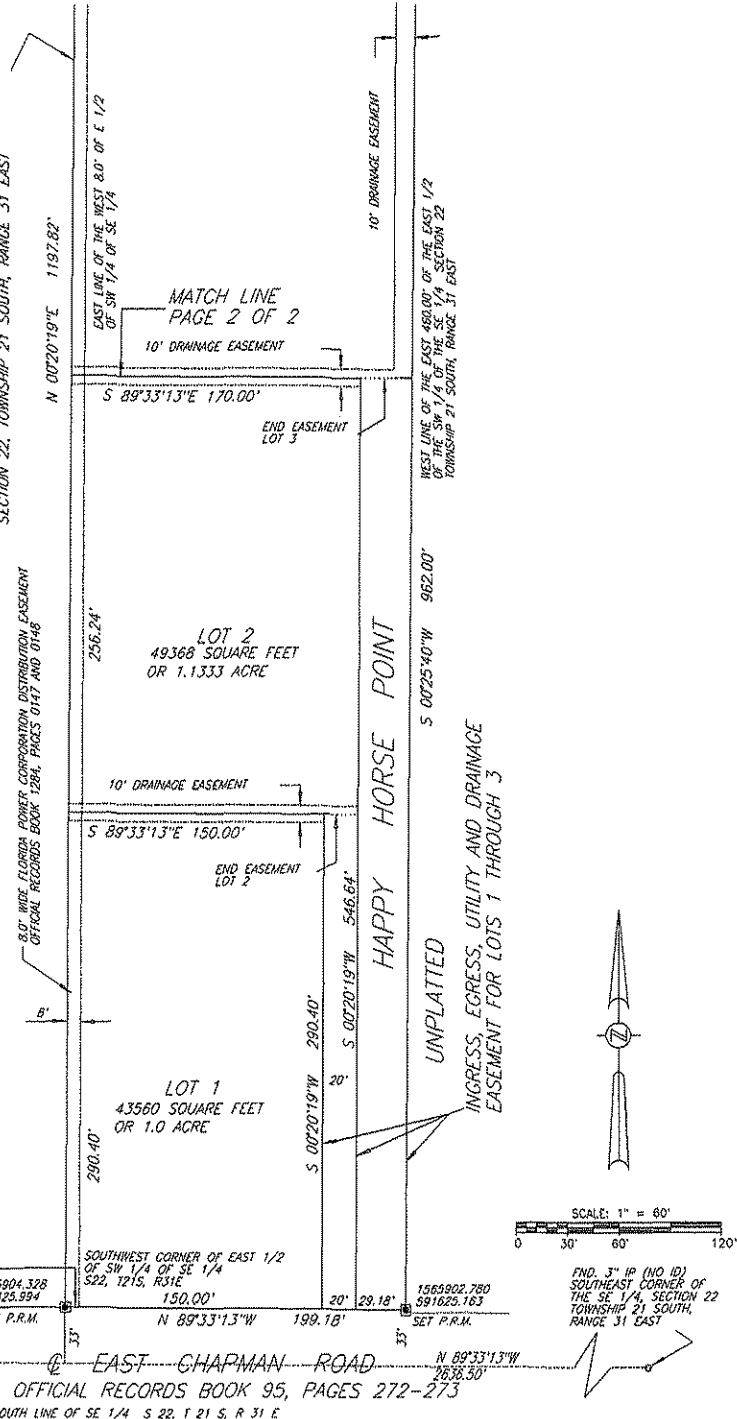 SECTION 22, TOWNSHIP 21 SOUTH, RANGE 31 EAST
N 00°20'19"E 1197.82'
EAST LINE OF THE WEST 8.0' OF E 1/2
OF SW 1/4 OF SE 1/4
10' DRAINAGE EASEMENT
WEST LINE OF THE EAST 460.00' OF THE EAST 1/2
OF THE SW 1/4 OF THE SE 1/4 SECTION 22
TOWNSHIP 21 SOUTH, RANGE 31 EAST
MATCH LINE
PAGE 2 OF 2
10' DRAINAGE EASEMENT
S 89°33'13"E 170.00'
END EASEMENT
LOT 3
8.0' WIDE FLORIDA POWER CORPORATION DISTRIBUTION EASEMENT
OFFICIAL RECORDS BOOK 1284, PAGES 0147 AND 0148
256.24'
LOT 2
49368 SQUARE FEET
OR 1.1333 ACRE
HAPPY HORSE POINT
S 00°25'40"W 962.00'
10' DRAINAGE EASEMENT
S 89°33'13"E 150.00'
END EASEMENT
LOT 2
S 00°20'19"W 546.64'
UNPLATTED
INGRESS, EGRESS, UTILITY AND DRAINAGE
EASEMENT FOR LOTS 1 THROUGH 3
8'
290.40'
LOT 1
43560 SQUARE FEET
OR 1.0 ACRE
S 00°20'19"W 290.40'
20'
N
SCALE: 1" = 60'
0 30' 60' 120'
SOUTHWEST CORNER OF EAST 1/2
OF SW 1/4 OF SE 1/4
S22, T21S, R31E
5904.328
125.994
P.R.M.
150.00' 20' 29.18'
N 89°33'13"W 199.18'
1565902.780
591625.163
SET P.R.M.
FND. 3" IP (NO ID)
SOUTHEAST CORNER OF
THE SE 1/4, SECTION 22
TOWNSHIP 21 SOUTH,
RANGE 31 EAST
33' 33'
EAST CHAPMAN ROAD
N 89°33'13"W
2636.50'
OFFICIAL RECORDS BOOK 95, PAGES 272-273
OUTH LINE OF SE 1/4 S 22, T 21 S, R 31 E